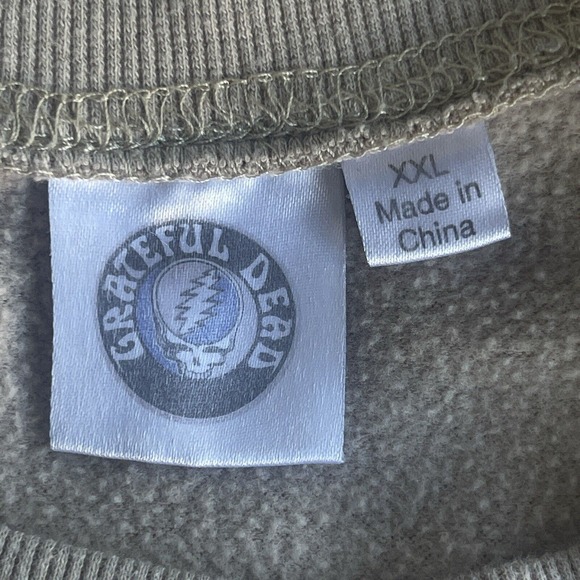 GRATEFUL DEAD
XXL
Made in
China